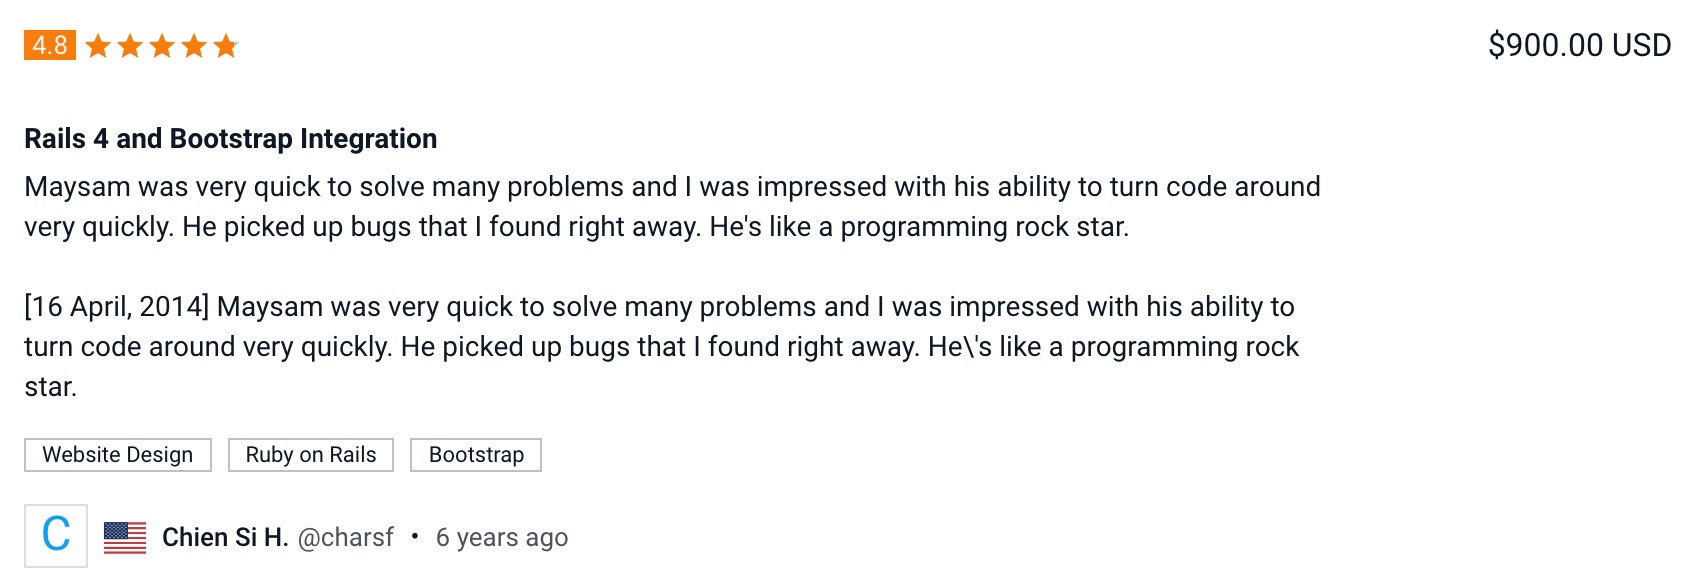 4.8 $900.00 USD
Rails 4 and Bootstrap Integration
Maysam was very quick to solve many problems and I was impressed with his ability to turn code around
very quickly. He picked up bugs that I found right away. He's like a programming rock star.
[16 April, 2014] Maysam was very quick to solve many problems and I was impressed with his ability to
turn code around very quickly. He picked up bugs that I found right away. He\'s like a programming rock
star.
Website Design Ruby on Rails Bootstrap
C Chien Si H. @charsf • 6 years ago